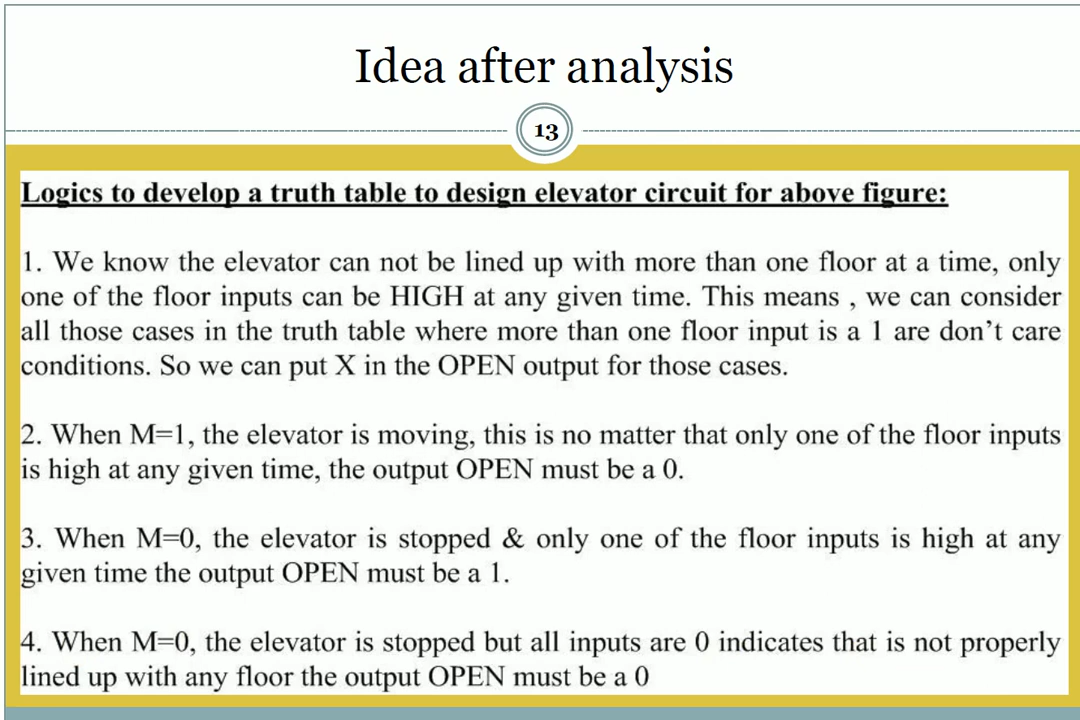 Idea after analysis
13
Logics to develop a truth table to design elevator circuit for above figure:
1. We know the elevator can not be lined up with more than one floor at a time, only
one of the floor inputs can be HIGH at any given time. This means , we can consider
all those cases in the truth table where more than one floor input is a 1 are don’t care
conditions. So we can put X in the OPEN output for those cases.
2. When M=1, the elevator is moving, this is no matter that only one of the floor inputs
is high at any given time, the output OPEN must be a 0.
3. When M=0, the elevator is stopped & only one of the floor inputs is high at any
given time the output OPEN must be a 1.
4. When M=0, the elevator is stopped but all inputs are 0 indicates that is not properly
lined up with any floor the output OPEN must be a 0